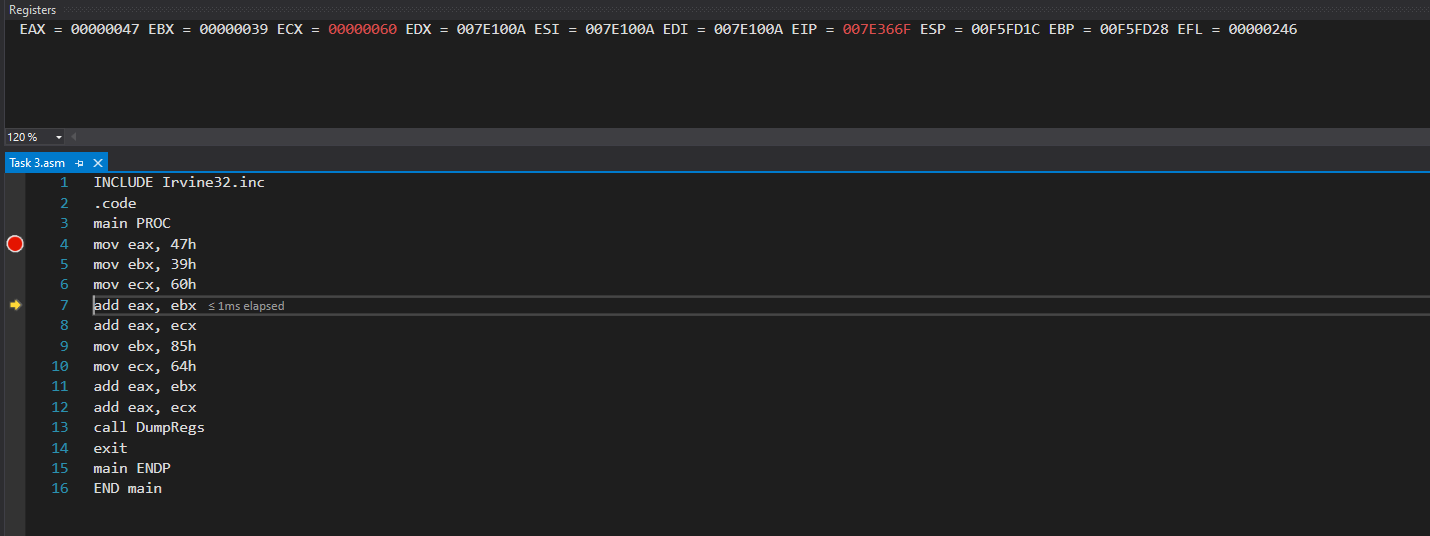 Registers
EAX = 00000047 EBX = 00000039 ECX = 00000060 EDX = 007E100A ESI = 007E100A EDI = 007E100A EIP = 007E366F ESP = 00F5FD1C EBP = 00F5FD28 EFL = 00000246
120 %
Task 3.asm
1 INCLUDE Irvine32.inc
2 .code
3 main PROC
4 mov eax, 47h
5 mov ebx, 39h
6 mov ecx, 60h
7 add eax, ebx ≤ 1ms elapsed
8 add eax, ecx
9 mov ebx, 85h
10 mov ecx, 64h
11 add eax, ebx
12 add eax, ecx
13 call DumpRegs
14 exit
15 main ENDP
16 END main